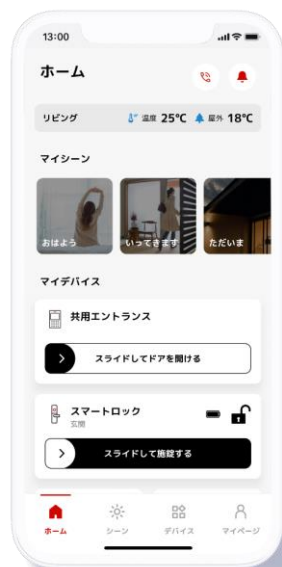 13:00
ホーム
リビング 温度 25℃ 屋外 18℃
マイシーン
おはよう いってきます ただいま
マイデバイス
共用エントランス
スライドしてドアを開ける
スマートロック
玄関
スライドして施錠する
ホーム シーン デバイス マイページ